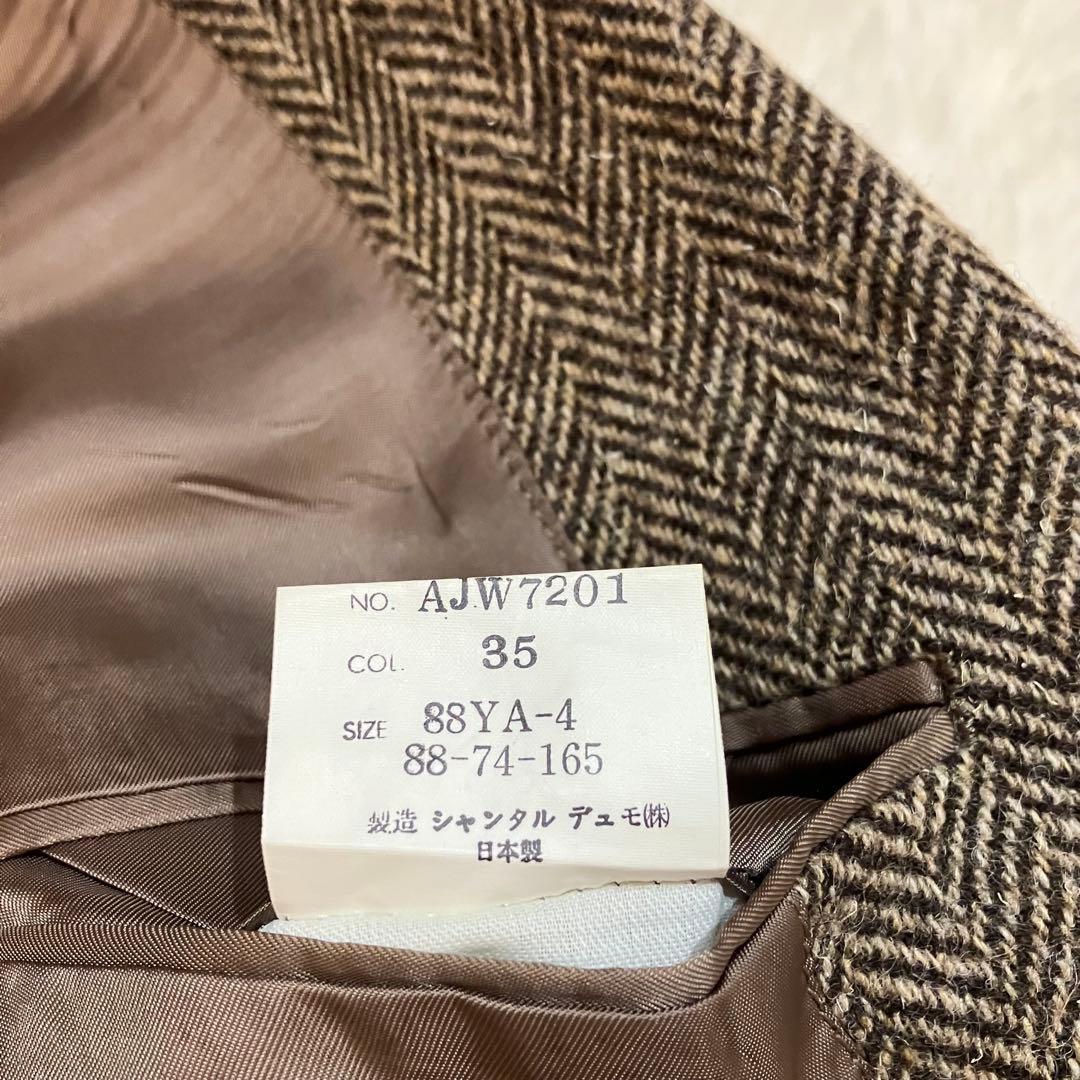 NO. AJW7201
COL. 35
SIZE 88YA-4
88-74-165
製造 シャンタル デュモ(株)
日本製